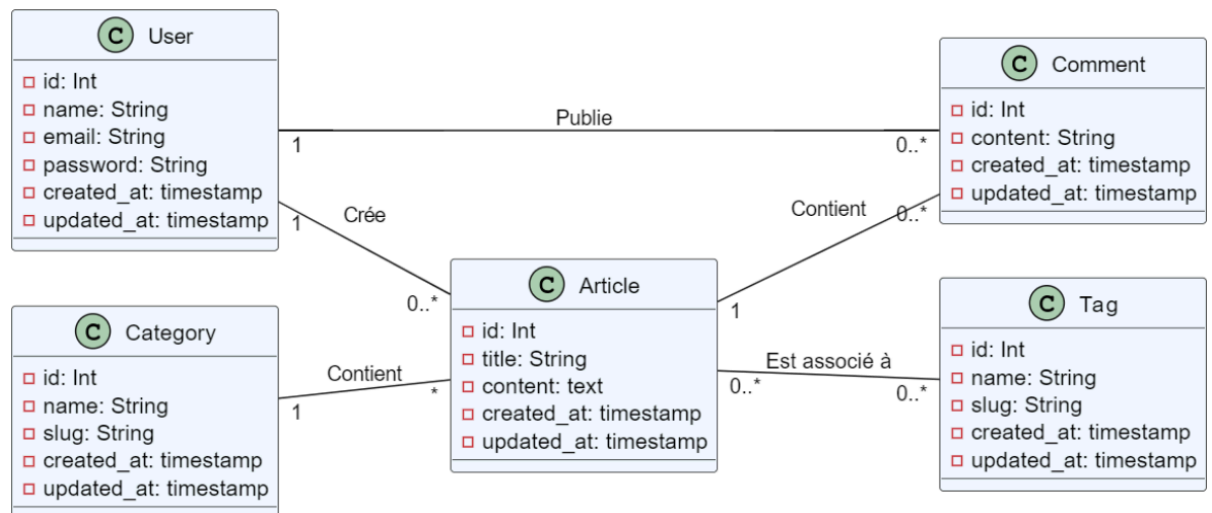 C User
id: Int
name: String
email: String
password: String
created_at: timestamp
updated_at: timestamp
C Comment
id: Int
content: String
created_at: timestamp
updated_at: timestamp
Publie
1
0..*
Crée
1
0..*
Contient
0..*
1
C Article
id: Int
title: String
content: text
created_at: timestamp
updated_at: timestamp
C Category
id: Int
name: String
slug: String
created_at: timestamp
updated_at: timestamp
Contient
1
*
Est associé à
0..*
0..*
C Tag
id: Int
name: String
slug: String
created_at: timestamp
updated_at: timestamp